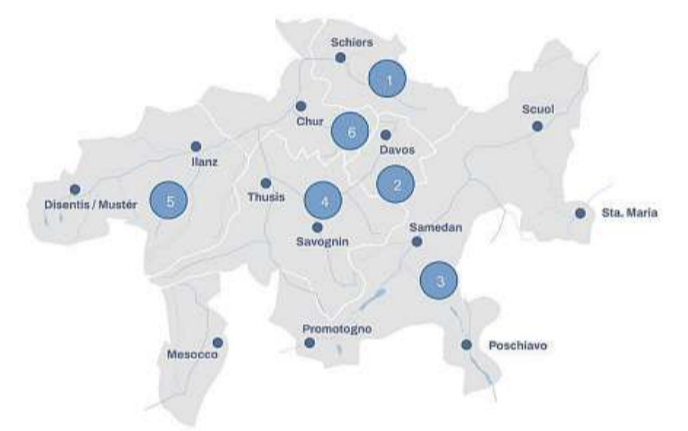 Schiers
1
Scuol
Chur
6
Davos
Ilanz
2
Thusis
4
5
Disentis / Mustér
Sta. Maria
Samedan
Savognin
3
Promotogno
Poschiavo
Mesocco